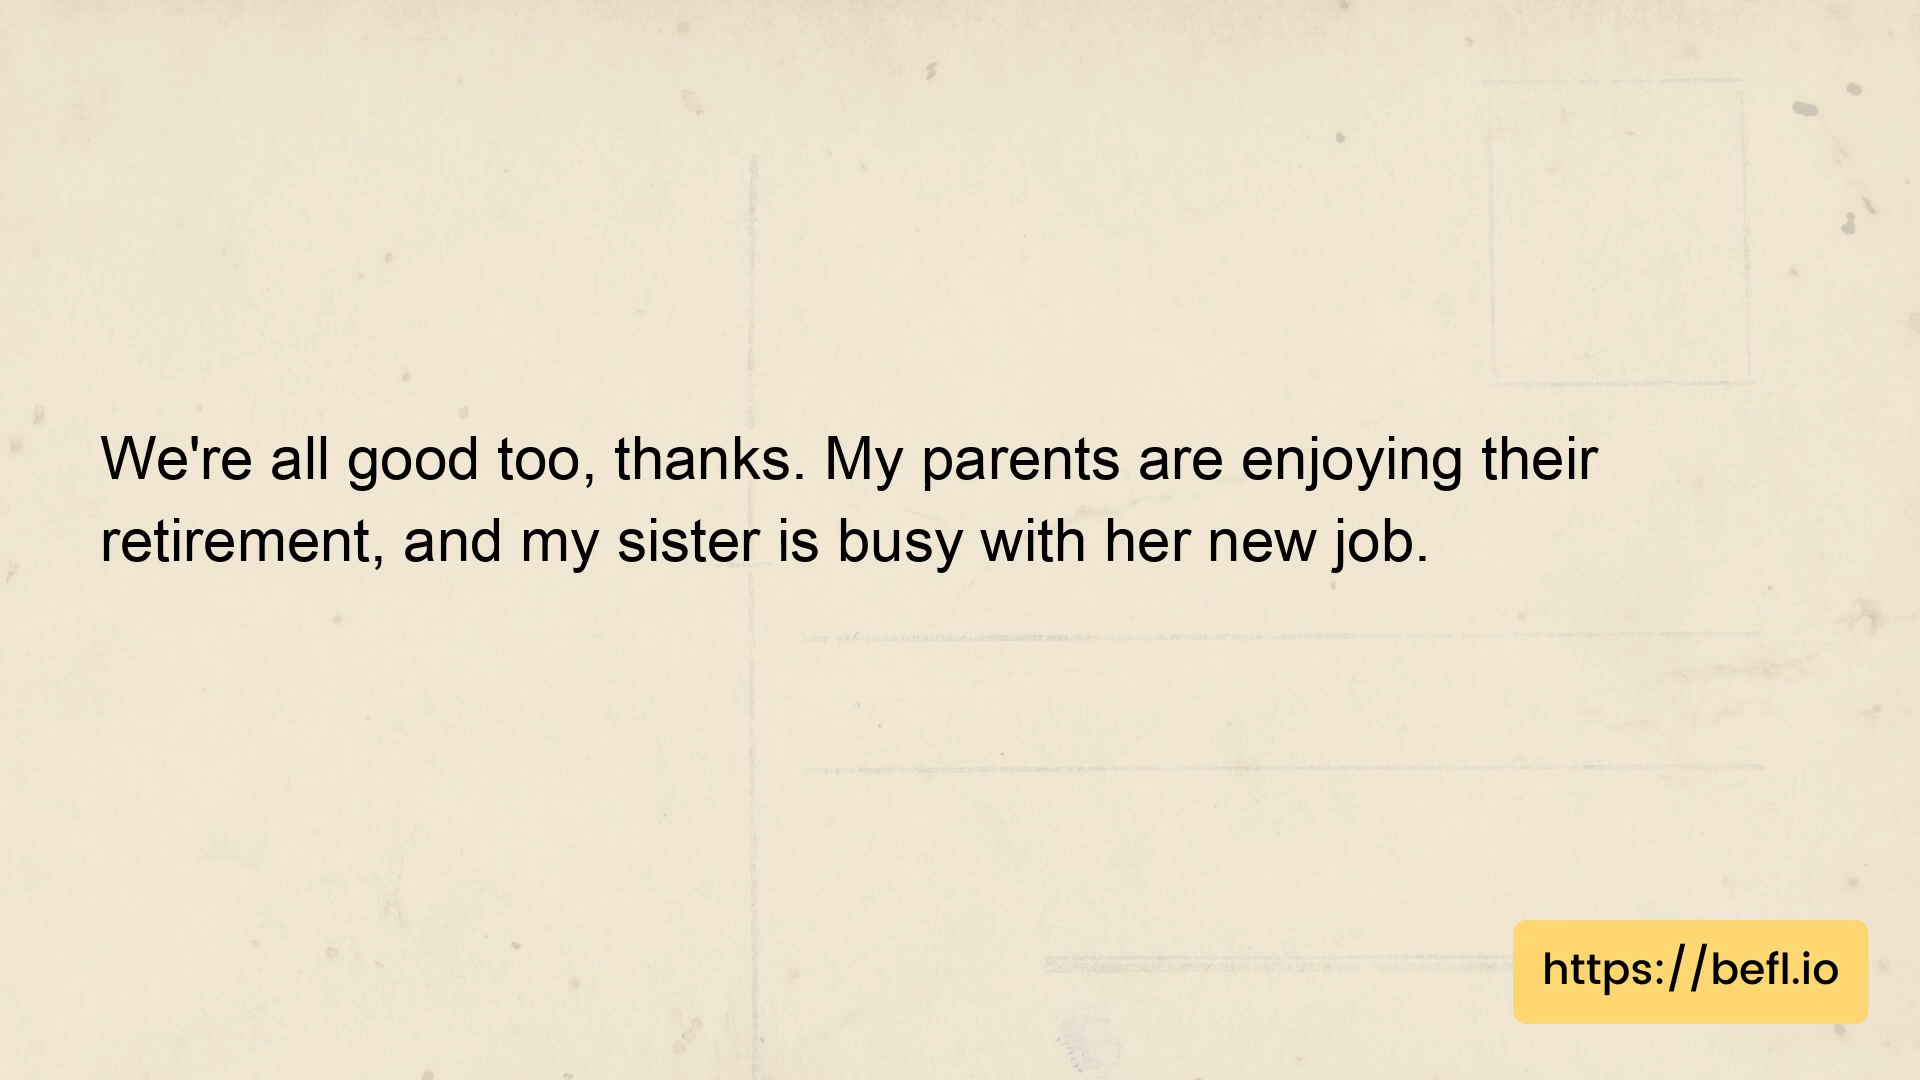 We're all good too, thanks. My parents are enjoying their
retirement, and my sister is busy with her new job.
https://befl.io